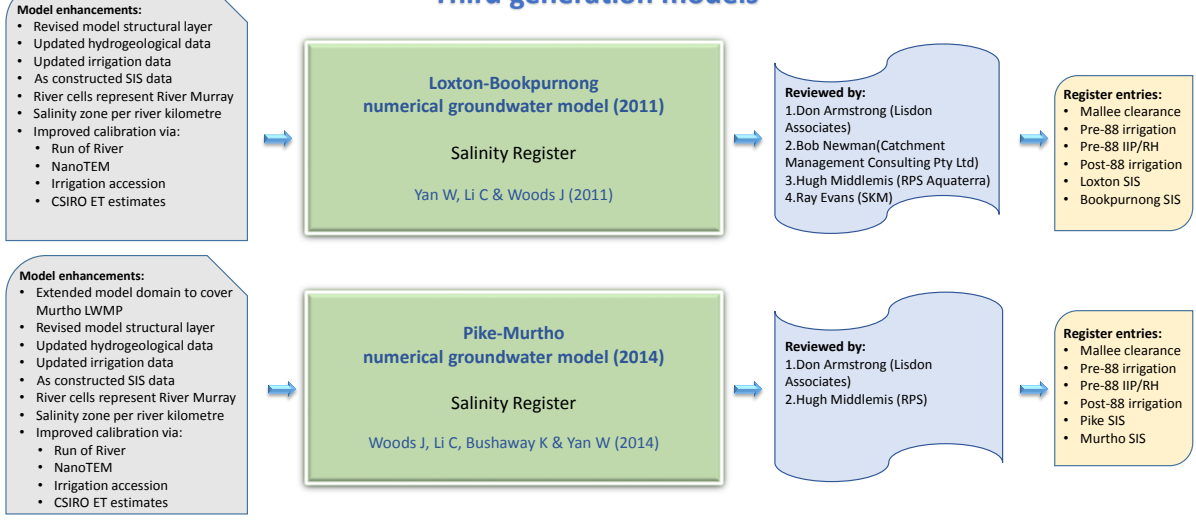 Third generation models
Model enhancements:
• Revised model structural layer
• Updated hydrogeological data
• Updated irrigation data
• As constructed SIS data
• River cells represent River Murray
• Salinity zone per river kilometre
• Improved calibration via:
• Run of River
• NanoTEM
• Irrigation accession
• CSIRO ET estimates
Loxton-Bookpurnong
numerical groundwater model (2011)
Salinity Register
Yan W, Li C & Woods J (2011)
Reviewed by:
1.Don Armstrong (Lisdon
Associates)
2.Bob Newman(Catchment
Management Consulting Pty Ltd)
3.Hugh Middlemis (RPS Aquaterra)
4.Ray Evans (SKM)
Register entries:
• Mallee clearance
• Pre-88 irrigation
• Pre-88 IIP/RH
• Post-88 irrigation
• Loxton SIS
• Bookpurnong SIS
Model enhancements:
• Extended model domain to cover
Murtho LWMP
• Revised model structural layer
• Updated hydrogeological data
• Updated irrigation data
• As constructed SIS data
• River cells represent River Murray
• Salinity zone per river kilometre
• Improved calibration via:
• Run of River
• NanoTEM
• Irrigation accession
• CSIRO ET estimates
Pike-Murtho
numerical groundwater model (2014)
Salinity Register
Woods J, Li C, Bushaway K & Yan W (2014)
Reviewed by:
1.Don Armstrong (Lisdon
Associates)
2.Hugh Middlemis (RPS)
Register entries:
• Mallee clearance
• Pre-88 irrigation
• Pre-88 IIP/RH
• Post-88 irrigation
• Pike SIS
• Murtho SIS